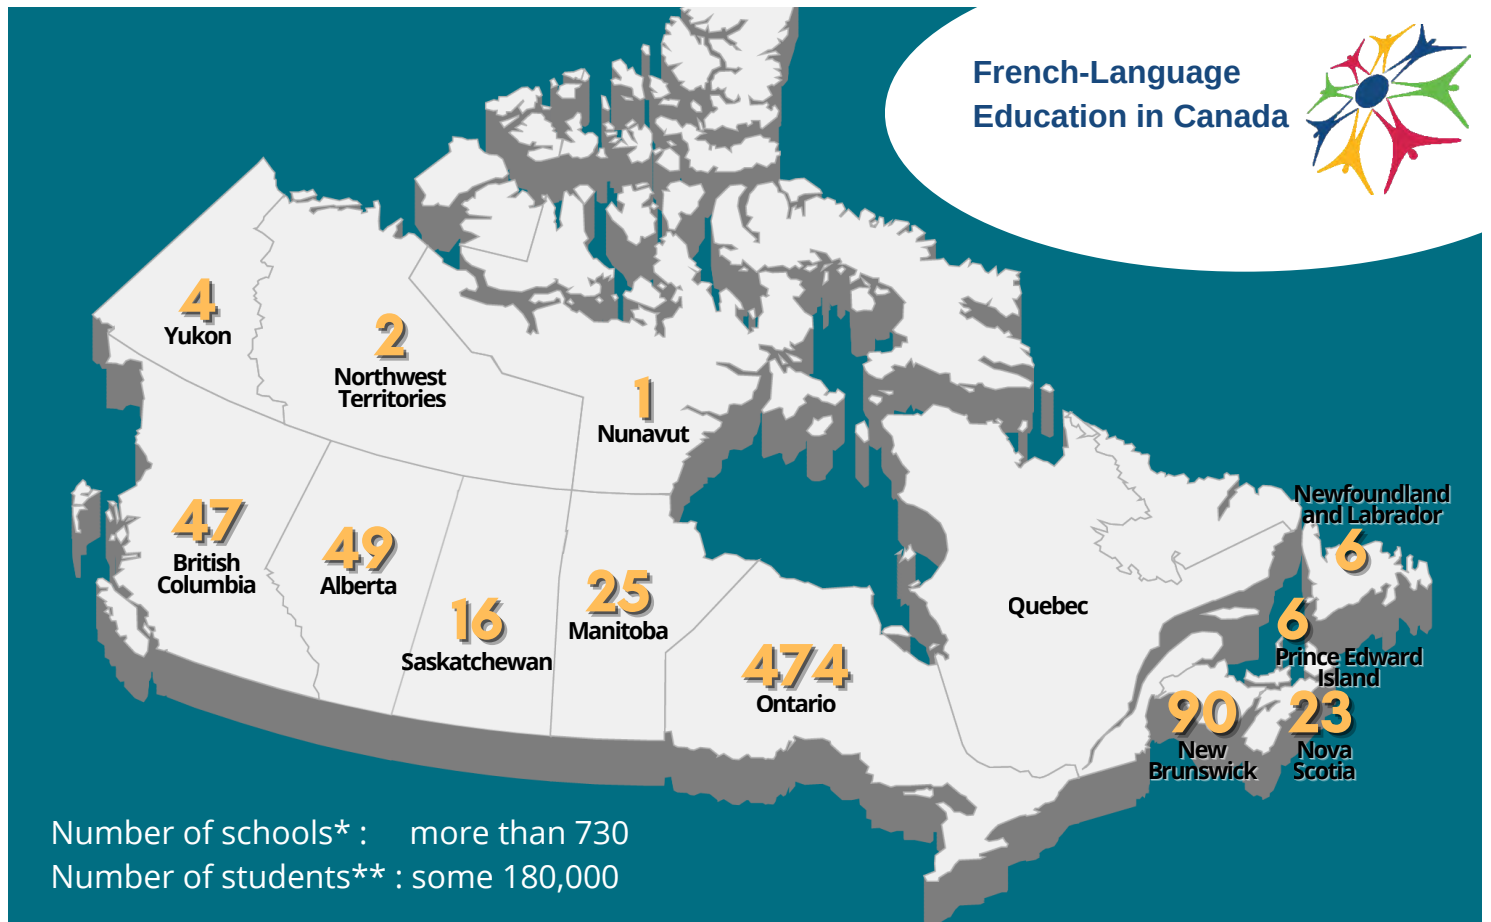 French-Language
Education in Canada
4
Yukon
2
Northwest
Territories
1
Nunavut
47
British
Columbia
49
Alberta
16
Saskatchewan
25
Manitoba
474
Ontario
Quebec
Newfoundland
and Labrador
6
6
Prince Edward
Island
90
New
Brunswick
23
Nova
Scotia
Number of schools* : more than 730
Number of students** : some 180,000